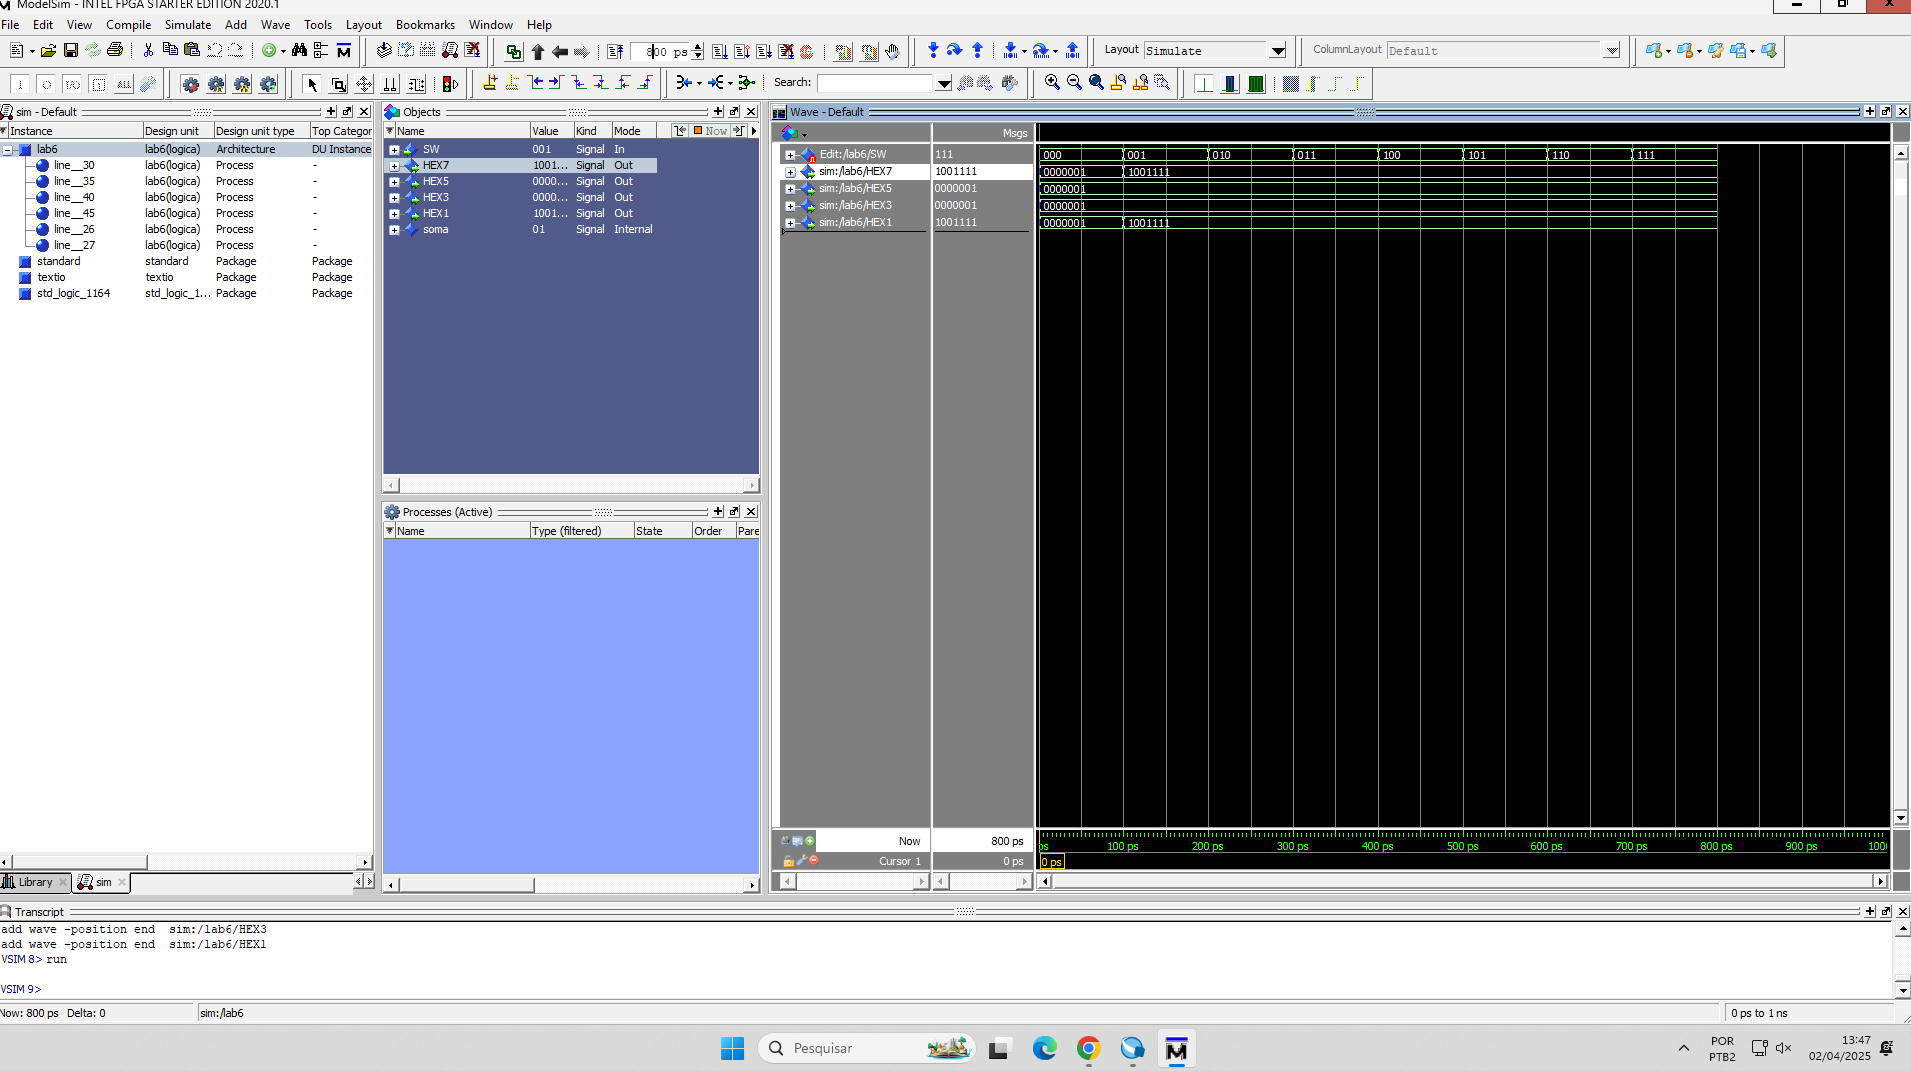 ModelSim - INTEL FPGA STARTER EDITION 2020.1
File Edit View Compile Simulate Add Wave Tools Layout Bookmarks Window Help
800 ps
Layout Simulate
ColumnLayout Default
Search:
sim - Default
Instance Design unit Design unit type Top Categor
lab6 lab6(logica) Architecture DU Instance
line__30 lab6(logica) Process -
line__35 lab6(logica) Process -
line__40 lab6(logica) Process -
line__45 lab6(logica) Process -
line__26 lab6(logica) Process -
line__27 lab6(logica) Process -
standard standard Package Package
textio textio Package Package
std_logic_1164 std_logic_1... Package Package
Library sim
Objects
Name Value Kind Mode Now
SW 001 Signal In
HEX7 1001... Signal Out
HEX5 0000... Signal Out
HEX3 0000... Signal Out
HEX1 1001... Signal Out
soma 01 Signal Internal
Processes (Active)
Name Type (filtered) State Order Pare
Wave - Default
Msgs
Edit:/lab6/SW 111 000 001 010 011 100 101 110 111
sim:/lab6/HEX7 1001111 0000001 1001111
sim:/lab6/HEX5 0000001 0000001
sim:/lab6/HEX3 0000001 0000001
sim:/lab6/HEX1 1001111 0000001 1001111
Now 800 ps ps 100 ps 200 ps 300 ps 400 ps 500 ps 600 ps 700 ps 800 ps 900 ps 1000
Cursor 1 0 ps 0 ps
Transcript
add wave -position end sim:/lab6/HEX3
add wave -position end sim:/lab6/HEX1
VSIM 8> run
VSIM 9>
Now: 800 ps Delta: 0 sim:/lab6 0 ps to 1 ns
Pesquisar
POR
PTB2
13:47
02/04/2025